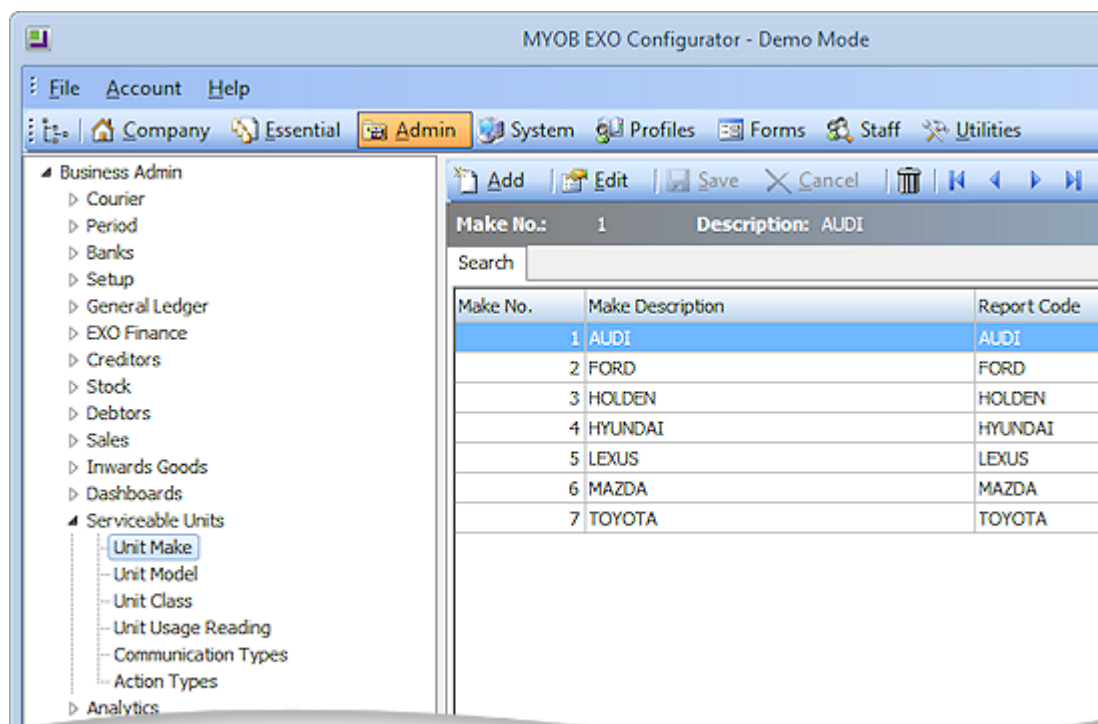 MYOB EXO Configurator - Demo Mode
File Account Help
Company Essential Admin System Profiles Forms Staff Utilities
Business Admin
Courier
Period
Banks
Setup
General Ledger
EXO Finance
Creditors
Stock
Debtors
Sales
Inwards Goods
Dashboards
Serviceable Units
Unit Make
Unit Model
Unit Class
Unit Usage Reading
Communication Types
Action Types
Analytics
Add Edit Save Cancel
Make No.: 1 Description: AUDI
Search
Make No. Make Description Report Code
1 AUDI AUDI
2 FORD FORD
3 HOLDEN HOLDEN
4 HYUNDAI HYUNDAI
5 LEXUS LEXUS
6 MAZDA MAZDA
7 TOYOTA TOYOTA